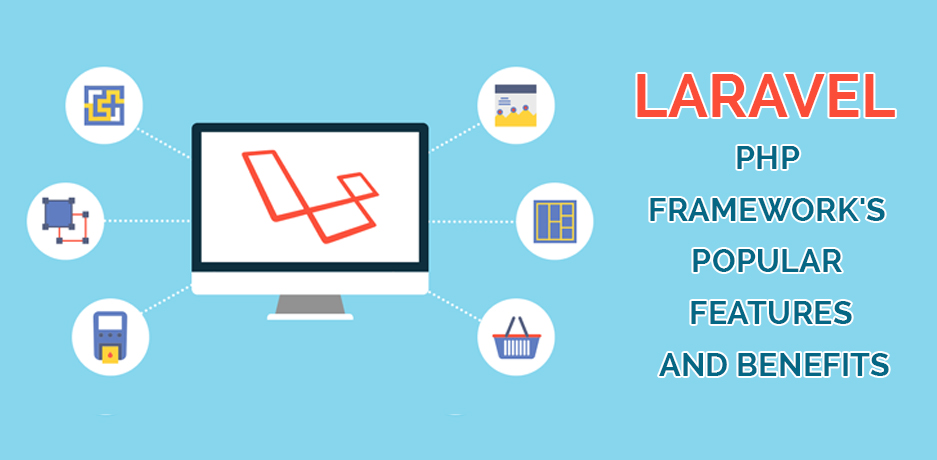 LARAVEL
PHP
FRAMEWORK'S
POPULAR
FEATURES
AND BENEFITS